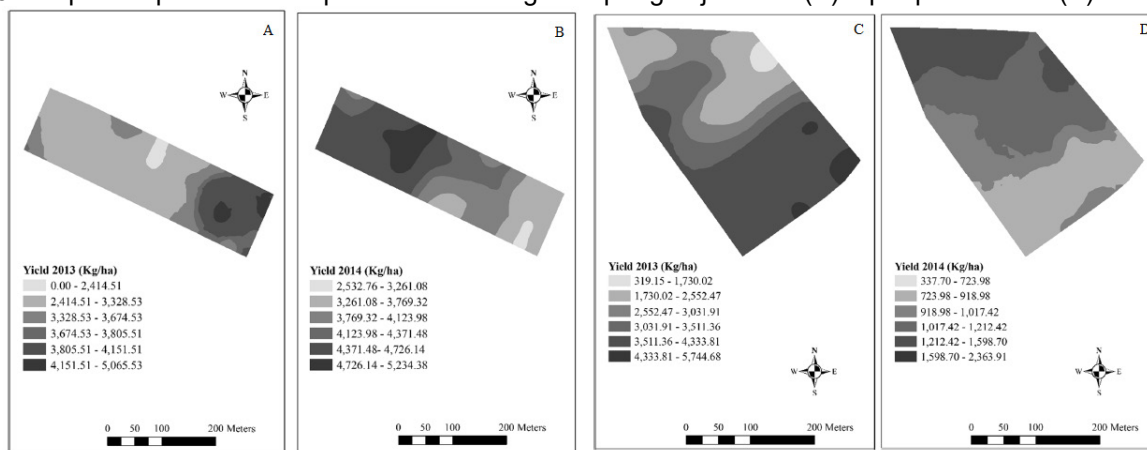 A
N
W E
S
Yield 2013 (Kg/ha)
0.00 - 2,414.51
2,414.51 - 3,328.53
3,328.53 - 3,674.53
3,674.53 - 3,805.51
3,805.51 - 4,151.51
4,151.51 - 5,065.53
0 50 100 200 Meters
B
N
W E
S
Yield 2014 (Kg/ha)
2,532.76 - 3,261.08
3,261.08 - 3,769.32
3,769.32 - 4,123.98
4,123.98 - 4,371.48
4,371.48- 4,726.14
4,726.14 - 5,234.38
0 50 100 200 Meters
C
Yield 2013 (Kg/ha)
319.15 - 1,730.02
1,730.02 - 2,552.47
2,552.47 - 3,031.91
3,031.91 - 3,511.36
3,511.36 - 4,333.81
4,333.81 - 5,744.68
N
W E
S
0 50 100 200 Meters
D
Yield 2014 (Kg/ha)
337.70 - 723.98
723.98 - 918.98
918.98 - 1,017.42
1,017.42 - 1,212.42
1,212.42 - 1,598.70
1,598.70 - 2,363.91
N
W E
S
0 50 100 200 Meters